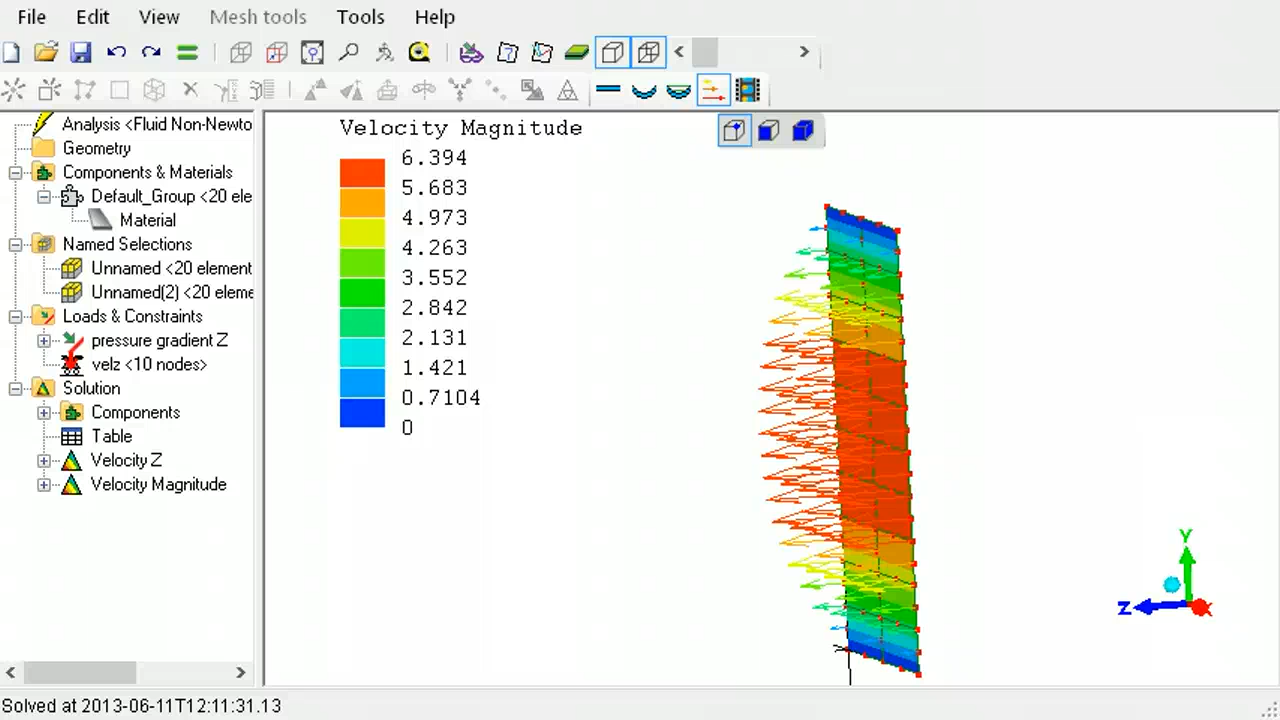 File Edit View Mesh tools Tools Help
Analysis <Fluid Non-Newto
Geometry
Components & Materials
Default_Group <20 ele
Material
Named Selections
Unnamed <20 element
Unnamed(2) <20 eleme
Loads & Constraints
pressure gradient Z
velz <10 nodes>
Solution
Components
Table
Velocity Z
Velocity Magnitude
Velocity Magnitude
6.394
5.683
4.973
4.263
3.552
2.842
2.131
1.421
0.7104
0
Y
Z X
Solved at 2013-06-11T12:11:31.13